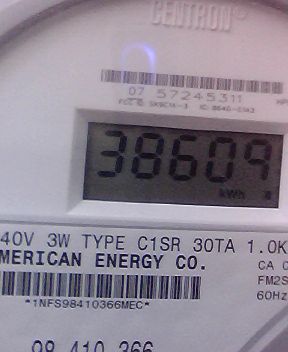 CENTRON
07 57245311
38609
kWh
40V 3W TYPE C1SR 30TA 1.0K
MERICAN ENERGY CO.
CA 0
FM2S
*1NFS98410366MEC*
60Hz
98 410 366